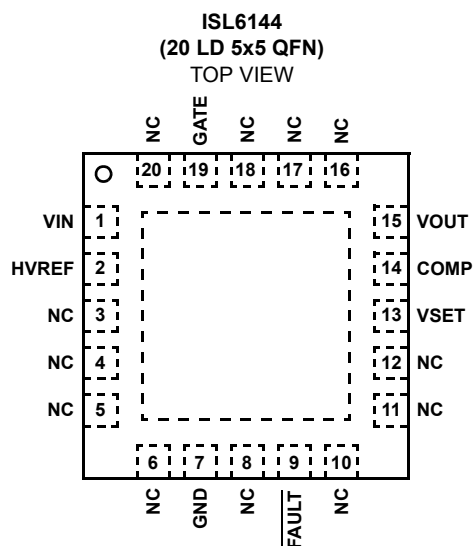 ISL6144
(20 LD 5x5 QFN)
TOP VIEW
NC GATE NC NC NC
20 19 18 17 16
VIN 1 15 VOUT
HVREF 2 14 COMP
NC 3 13 VSET
NC 4 12 NC
NC 5 11 NC
6 7 8 9 10
NC GND NC FAULT NC